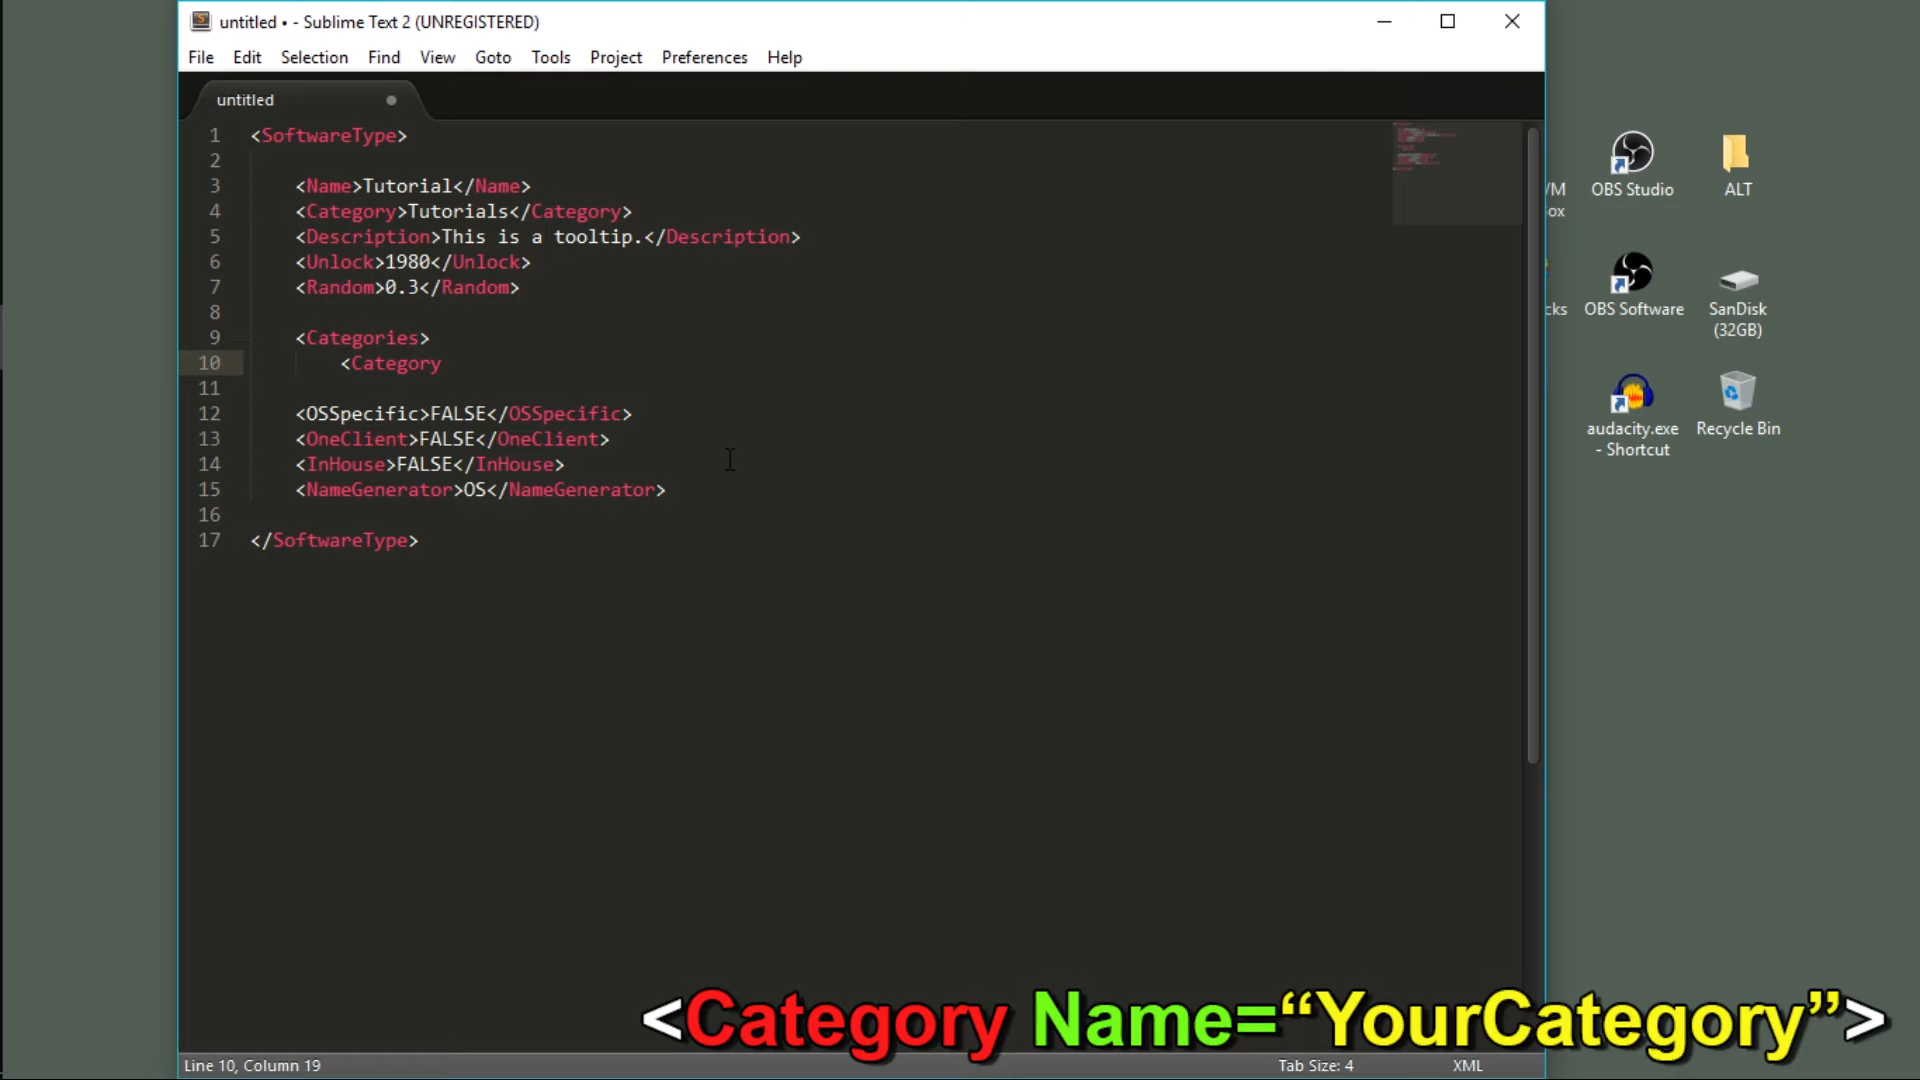 untitled • - Sublime Text 2 (UNREGISTERED)
File Edit Selection Find View Goto Tools Project Preferences Help
untitled
1 <SoftwareType>
2
3 <Name>Tutorial</Name>
4 <Category>Tutorials</Category>
5 <Description>This is a tooltip.</Description>
6 <Unlock>1980</Unlock>
7 <Random>0.3</Random>
8
9 <Categories>
10 <Category
11
12 <OSSpecific>FALSE</OSSpecific>
13 <OneClient>FALSE</OneClient>
14 <InHouse>FALSE</InHouse>
15 <NameGenerator>OS</NameGenerator>
16
17 </SoftwareType>
OBS Studio
ALT
OBS Software
SanDisk
(32GB)
audacity.exe
- Shortcut
Recycle Bin
<Category Name=“YourCategory”>
Line 10, Column 19
Tab Size: 4
XML